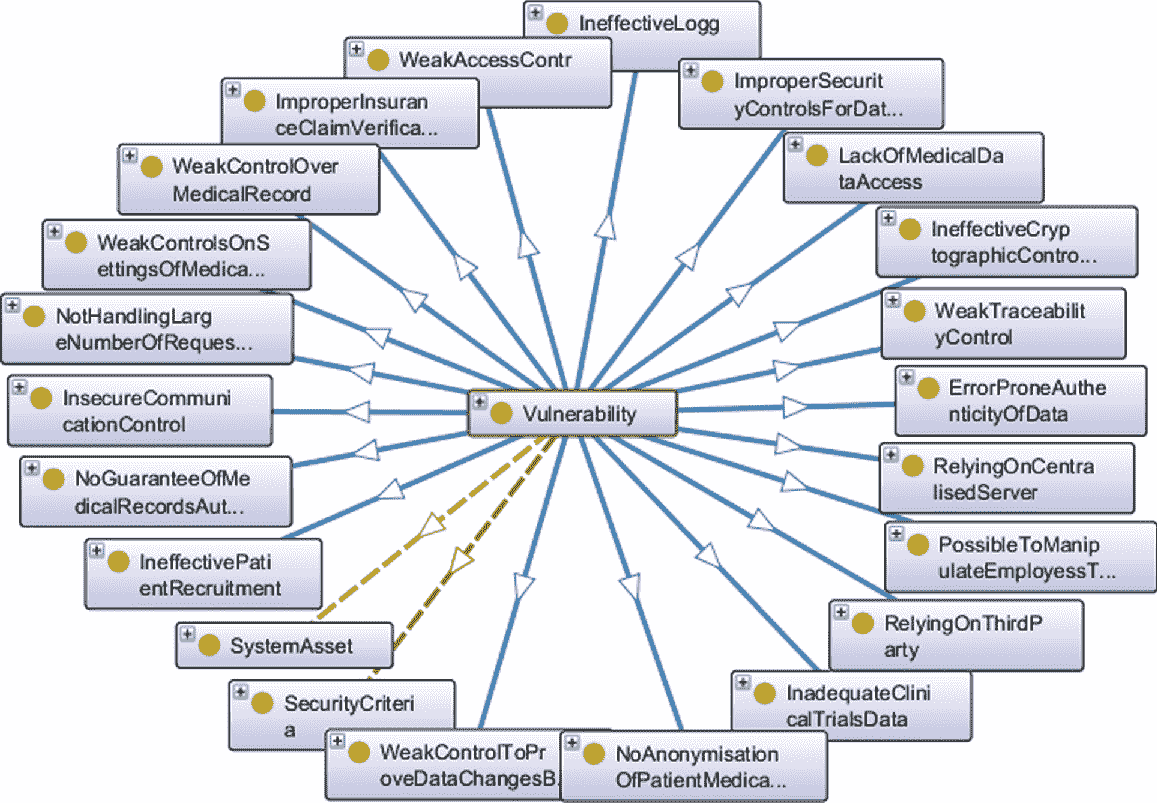 IneffectiveLogg
WeakAccessContr
ImproperSecurit
yControlsForDat...
ImproperInsuran
ceClaimVerifica...
LackOfMedicalDa
taAccess
WeakControlOver
MedicalRecord
IneffectiveCryp
tographicContro...
WeakControlsOnS
ettingsOfMedica...
WeakTraceabilit
yControl
NotHandlingLarg
eNumberOfReques...
ErrorProneAuthe
nticityOfData
InsecureCommuni
cationControl
Vulnerability
RelyingOnCentra
lisedServer
NoGuaranteeOfMe
dicalRecordsAut...
PossibleToManip
ulateEmployessT...
IneffectivePati
entRecruitment
RelyingOnThirdP
arty
SystemAsset
InadequateClini
calTrialsData
SecurityCriteri
a
WeakControlToPr
oveDataChangesB.
NoAnonymisation
OfPatientMedica...